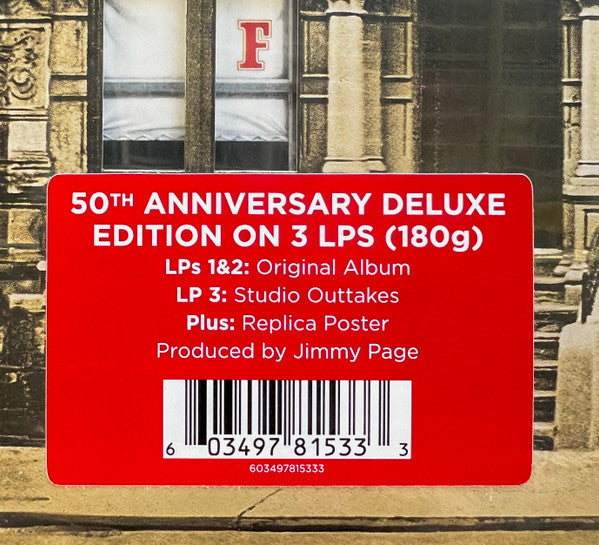 F
50TH ANNIVERSARY DELUXE
EDITION ON 3 LPS (180g)
LPs 1&2: Original Album
LP 3: Studio Outtakes
Plus: Replica Poster
Produced by Jimmy Page
6 03497 81533 3
603497815333